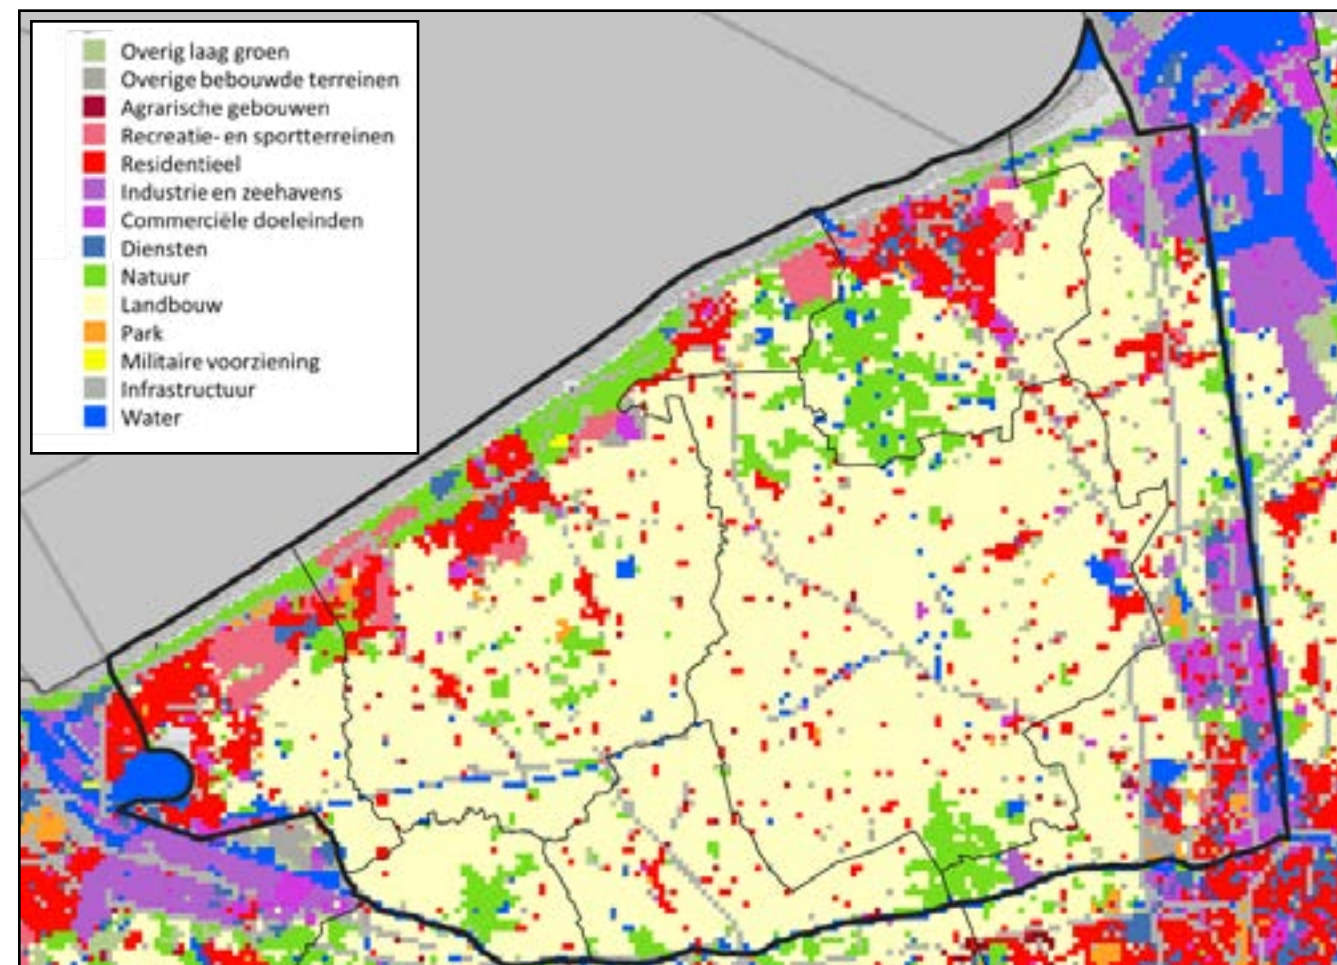 Overig laag groen
Overige bebouwde terreinen
Agrarische gebouwen
Recreatie- en sportterreinen
Residentieel
Industrie en zeehavens
Commerciële doeleinden
Diensten
Natuur
Landbouw
Park
Militaire voorziening
Infrastructuur
Water